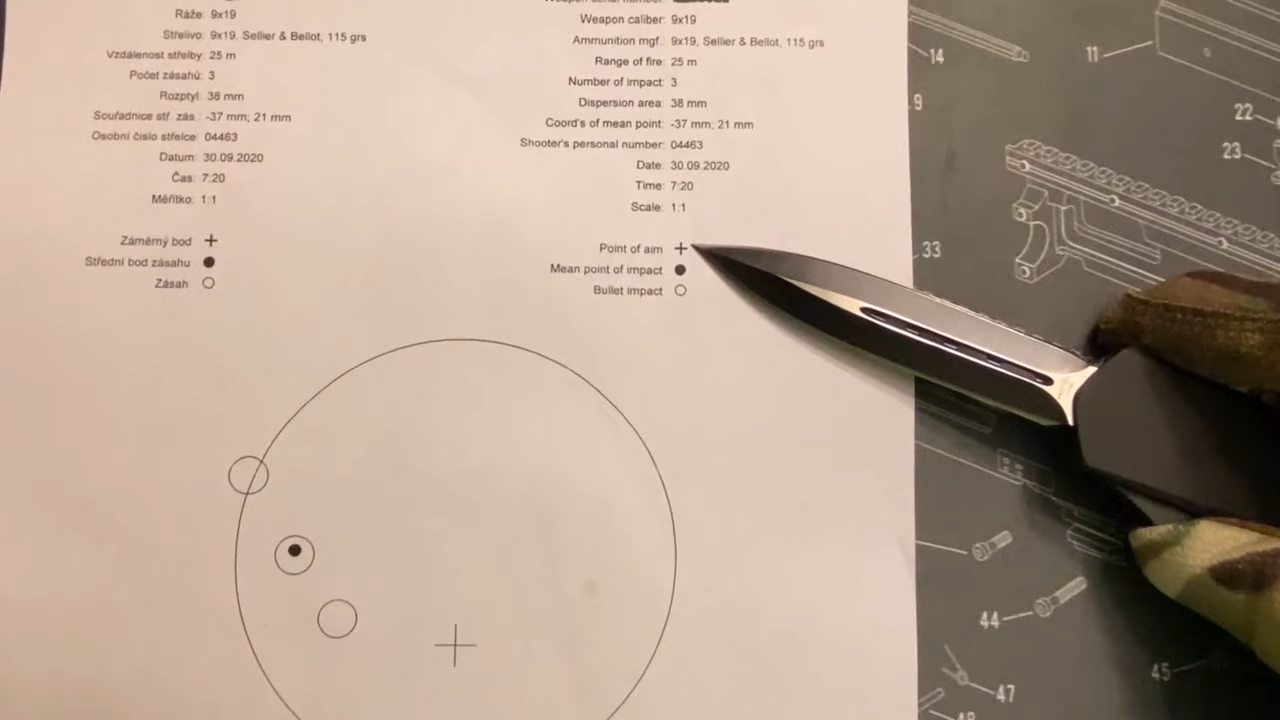 Ráže: 9x19
Střelivo: 9x19, Sellier & Bellot, 115 grs
Vzdálenost střelby: 25 m
Počet zásahů: 3
Rozptyl: 38 mm
Souřadnice stř. zás.: -37 mm; 21 mm
Osobní číslo střelce: 04463
Datum: 30.09.2020
Čas: 7:20
Měřítko: 1:1
Záměrný bod
Střední bod zásahu
Zásah
Weapon caliber: 9x19
Ammunition mgf.: 9x19, Sellier & Bellot, 115 grs
Range of fire: 25 m
Number of impact: 3
Dispersion area: 38 mm
Coord's of mean point: -37 mm; 21 mm
Shooter's personal number: 04463
Date: 30.09.2020
Time: 7:20
Scale: 1:1
Point of aim
Mean point of impact
Bullet impact
14
11
9
22
23
33
44
45
47